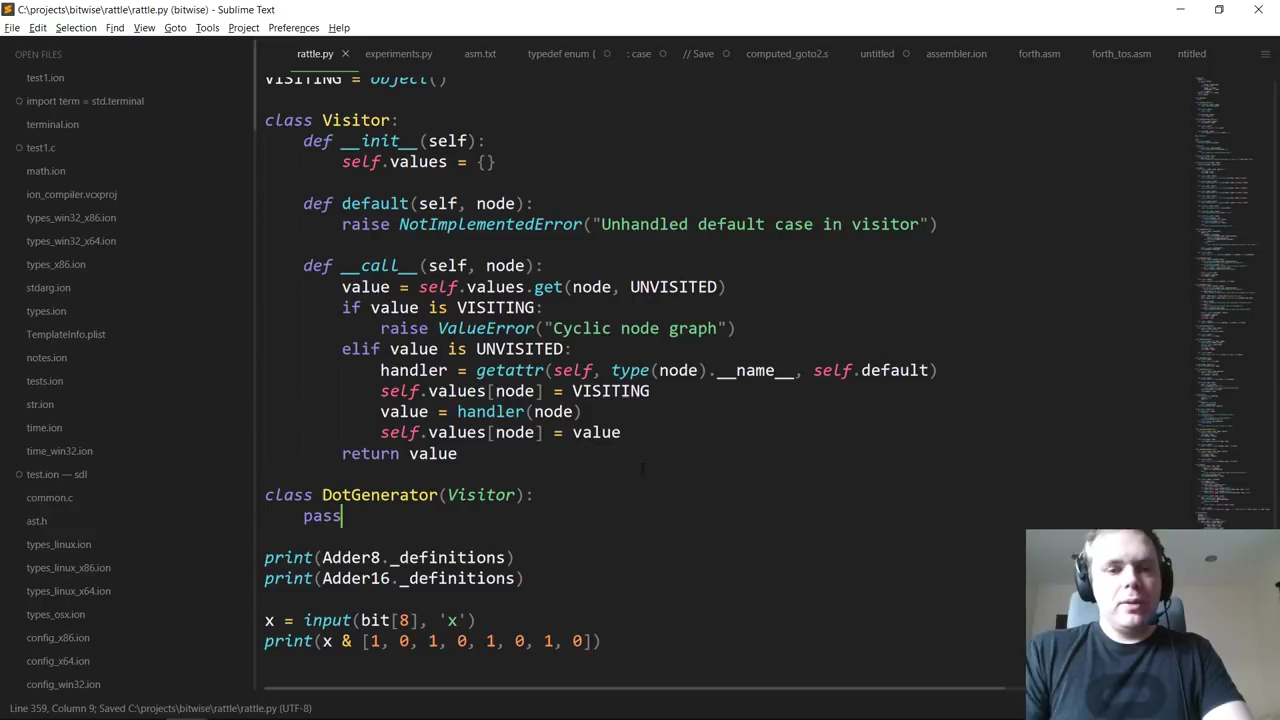 C:\projects\bitwise\rattle\rattle.py (bitwise) - Sublime Text
File Edit Selection Find View Goto Tools Project Preferences Help
OPEN FILES
test1.ion
import term = std.terminal
terminal.ion
test1.c
math.ion
ion_compiler.vcxproj
types_win32_x86.ion
types_win32_x64.ion
types_x86.ion
stdarg.ion
types.ion
TemplateInfo.plist
notes.ion
tests.ion
str.ion
time.ion
time_win32.ion
test.ion — sdl
common.c
ast.h
types_linux.ion
types_linux_x86.ion
types_linux_x64.ion
types_osx.ion
config_x86.ion
config_x64.ion
config_win32.ion
rattle.py experiments.py asm.txt typedef enum { : case // Save computed_goto2.s untitled assembler.ion forth.asm forth_tos.asm ntitled
VISITING = object()
class Visitor:
def __init__(self):
self.values = {}
def default(self, node):
raise NotImplementedError("Unhandled default case in visitor")
def __call__(self, node):
value = self.values.get(node, UNVISITED)
if value is VISITING:
raise ValueError("Cyclic node graph")
elif value is UNVISITED:
handler = getattr(self, type(node).__name__, self.default)
self.values[node] = VISITING
value = handler(node)
self.values[node] = value
return value
class DotGenerator(Visitor):
pass
print(Adder8._definitions)
print(Adder16._definitions)
x = input(bit[8], 'x')
print(x & [1, 0, 1, 0, 1, 0, 1, 0])
Line 359, Column 9; Saved C:\projects\bitwise\rattle\rattle.py (UTF-8)